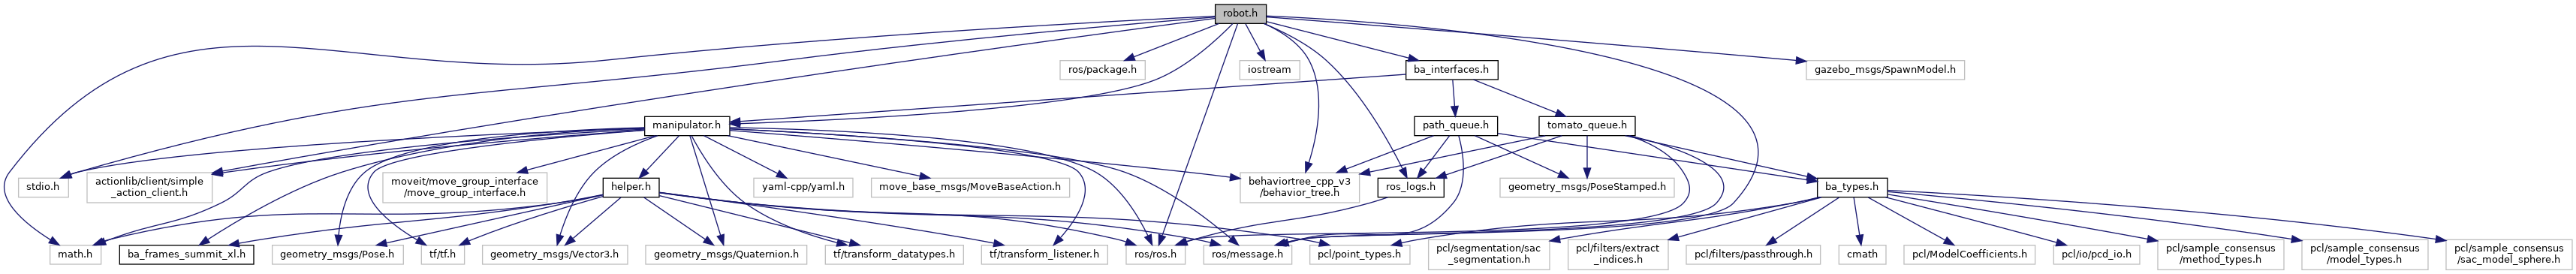 robot.h
ros/package.h
iostream
ba_interfaces.h
gazebo_msgs/SpawnModel.h
manipulator.h
path_queue.h
tomato_queue.h
stdio.h
actionlib/client/simple
_action_client.h
moveit/move_group_interface
/move_group_interface.h
helper.h
yaml-cpp/yaml.h
move_base_msgs/MoveBaseAction.h
behaviortree_cpp_v3
/behavior_tree.h
ros_logs.h
geometry_msgs/PoseStamped.h
ba_types.h
math.h
ba_frames_summit_xl.h
geometry_msgs/Pose.h
tf/tf.h
geometry_msgs/Vector3.h
geometry_msgs/Quaternion.h
tf/transform_datatypes.h
tf/transform_listener.h
ros/ros.h
ros/message.h
pcl/point_types.h
pcl/segmentation/sac
_segmentation.h
pcl/filters/extract
_indices.h
pcl/filters/passthrough.h
cmath
pcl/ModelCoefficients.h
pcl/io/pcd_io.h
pcl/sample_consensus
/method_types.h
pcl/sample_consensus
/model_types.h
pcl/sample_consensus
/sac_model_sphere.h